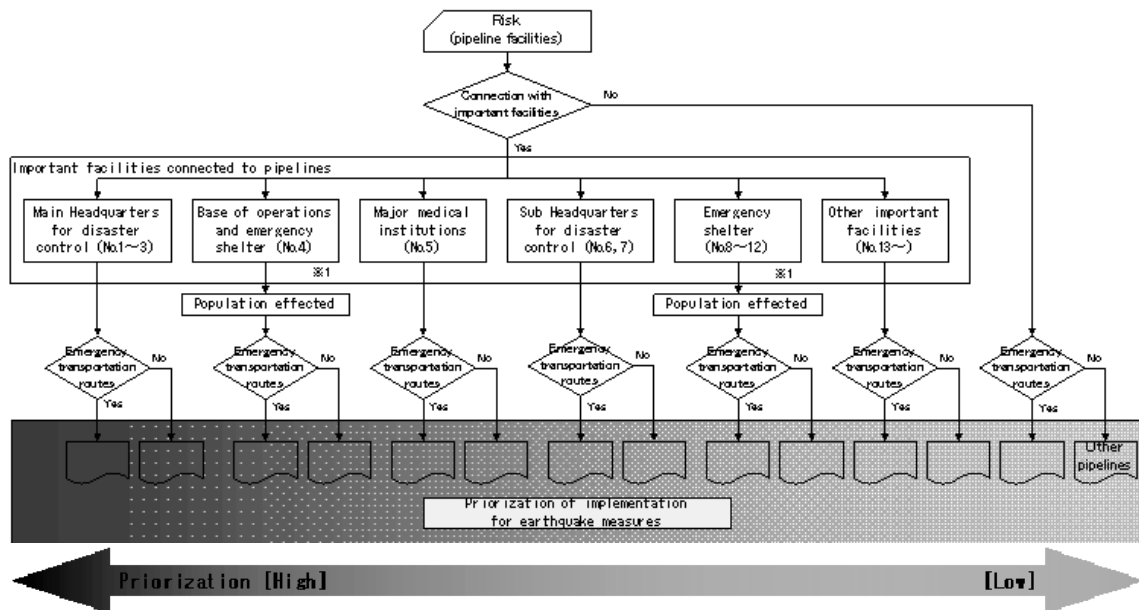 Risk
(pipeline facilities)
Connection with
important facilities
No
Yes
Important facilities connected to pipelines
Main Headquarters
for disaster
control (No.1～3)
Base of operations
and emergency
shelter (No.4)
Major medical
institutions
(No.5)
Sub Headquarters
for disaster
control (No.6,7)
Emergency
shelter
(No.8～12)
Other important
facilities
(No.13～)
※1
※1
Population effected
Population effected
Emergency
transportation
routes
No
Yes
Emergency
transportation
routes
No
Yes
Emergency
transportation
routes
No
Yes
Emergency
transportation
routes
No
Yes
Emergency
transportation
routes
No
Yes
Emergency
transportation
routes
No
Yes
Emergency
transportation
routes
No
Yes
Other
pipelines
Priorization of implementation
for earthquake measures
Priorization [High]
[Low]